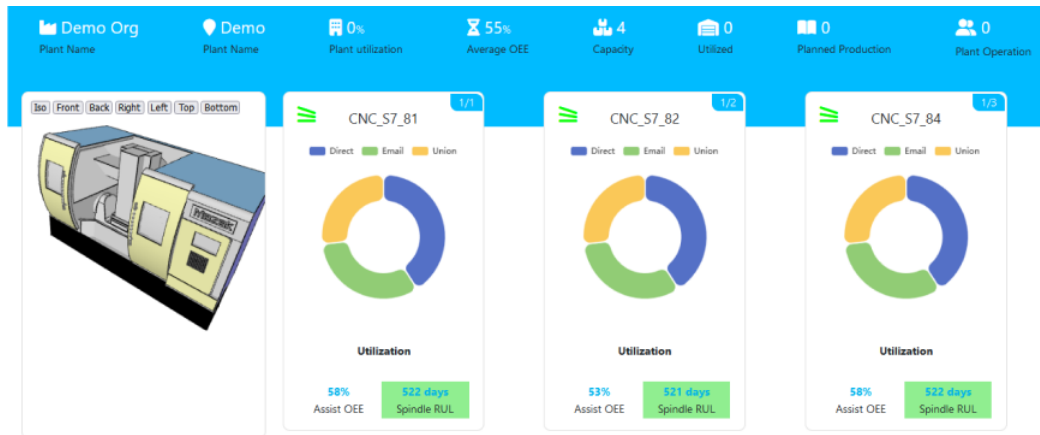 Demo Org
Plant Name
Demo
Plant Name
0%
Plant utilization
55%
Average OEE
4
Capacity
0
Utilized
0
Planned Production
0
Plant Operation
Iso Front Back Right Left Top Bottom
1/1
CNC_S7_81
Direct Email Union
Utilization
58%
Assist OEE
522 days
Spindle RUL
1/2
CNC_S7_82
Direct Email Union
Utilization
53%
Assist OEE
521 days
Spindle RUL
1/3
CNC_S7_84
Direct Email Union
Utilization
58%
Assist OEE
522 days
Spindle RUL